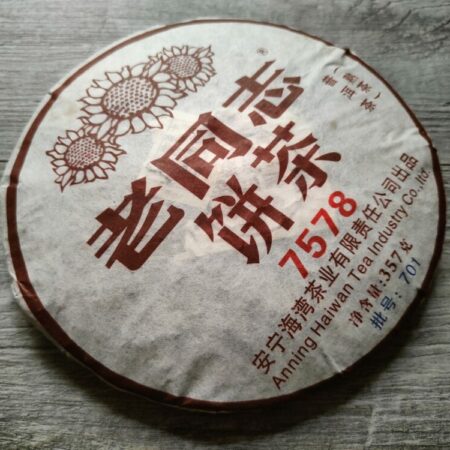 ®
老同志
饼茶
7578
普洱茶(熟茶)
安宁海湾茶业有限责任公司出品
Anning Haiwan Tea Industry Co.,ltd.
净含量:357克
批号:701